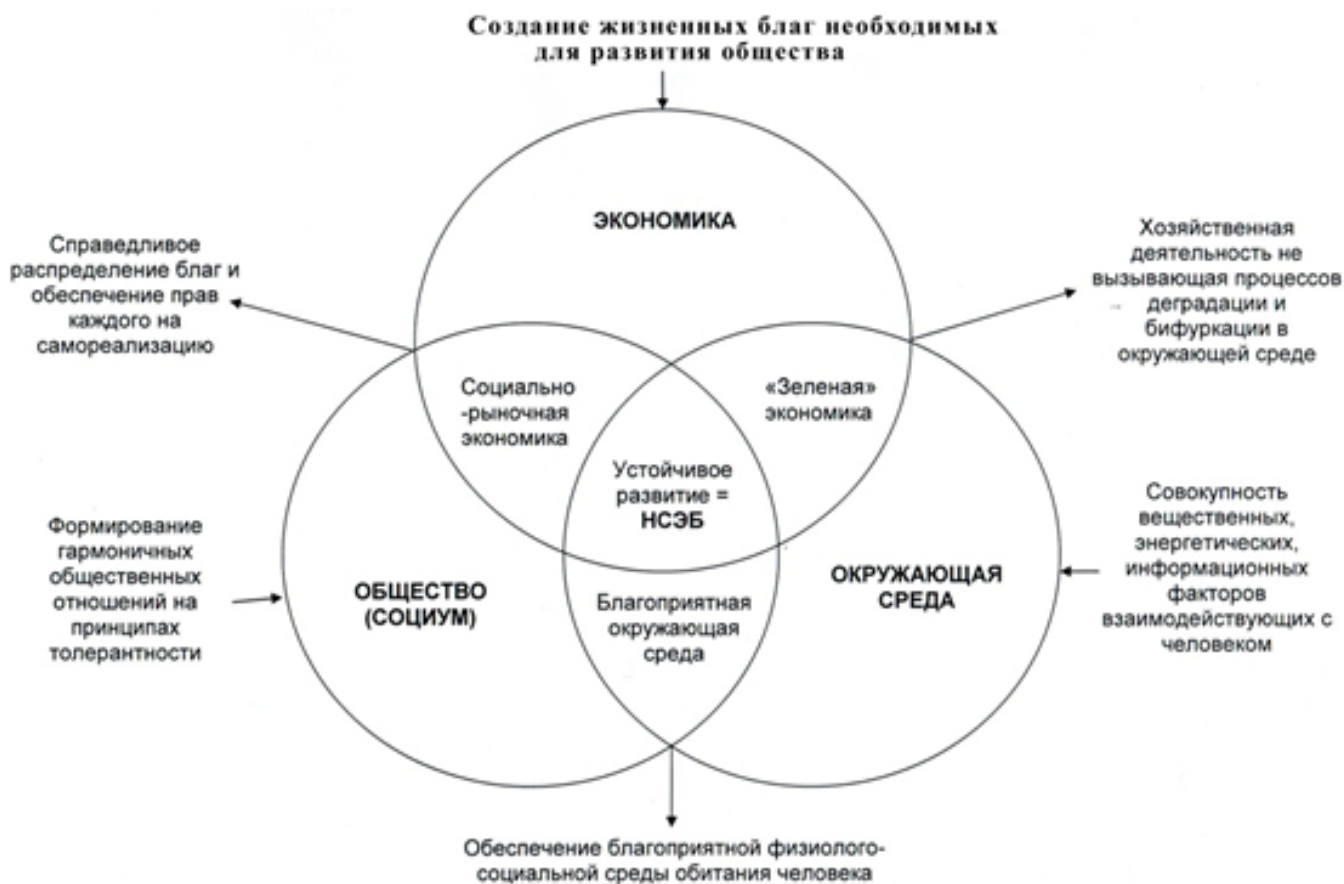 Создание жизненных благ необходимых
для развития общества
ЭКОНОМИКА
Справедливое
распределение благ и
обеспечение прав
каждого на
самореализацию
Хозяйственная
деятельность не
вызывающая процессов
деградации и
бифуркации в
окружающей среде
Социально
-рыночная
экономика
«Зеленая»
экономика
Устойчивое
развитие =
НСЭБ
Формирование
гармоничных
общественных
отношений на
принципах
толерантности
ОБЩЕСТВО
(СОЦИУМ)
Благоприятная
окружающая
среда
ОКРУЖАЮЩАЯ
СРЕДА
Совокупность
вещественных,
энергетических,
информационных
факторов
взаимодействующих с
человеком
Обеспечение благоприятной физиолого-
социальной среды обитания человека